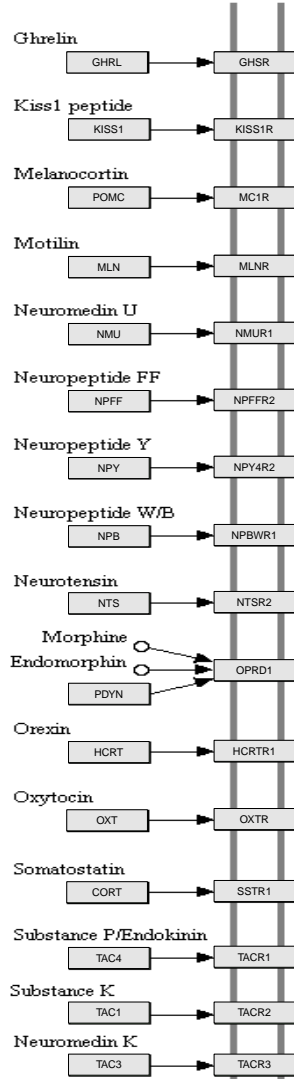 Ghrelin
GHRL GHSR
Kiss1 peptide
KISS1 KISS1R
Melanocortin
POMC MC1R
Motilin
MLN MLNR
Neuromedin U
NMU NMUR1
Neuropeptide FF
NPFF NPFFR2
Neuropeptide Y
NPY NPY4R2
Neuropeptide W/B
NPB NPBWR1
Neurotensin
NTS NTSR2
Morphine
Endomorphin OPRD1
PDYN
Orexin
HCRT HCRTR1
Oxytocin
OXT OXTR
Somatostatin
CORT SSTR1
Substance P/Endokinin
TAC4 TACR1
Substance K
TAC1 TACR2
Neuromedin K
TAC3 TACR3